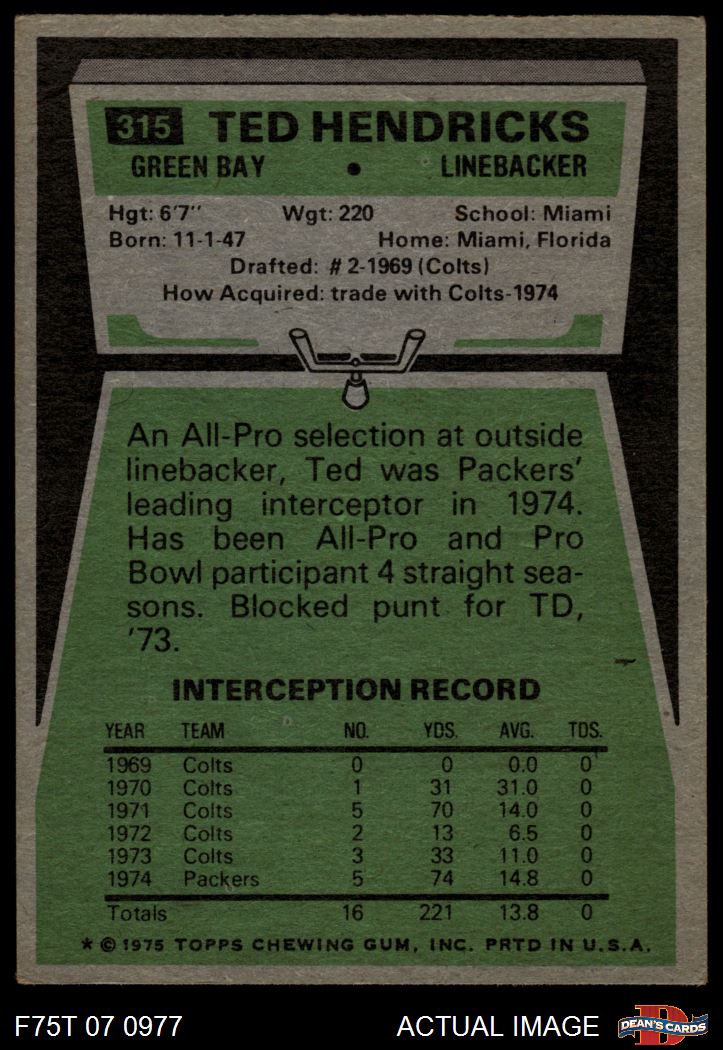 315 TED HENDRICKS
GREEN BAY • LINEBACKER
Hgt: 6'7" Wgt: 220 School: Miami
Born: 11-1-47 Home: Miami, Florida
Drafted: # 2-1969 (Colts)
How Acquired: trade with Colts-1974
An All-Pro selection at outside
linebacker, Ted was Packers'
leading interceptor in 1974.
Has been All-Pro and Pro
Bowl participant 4 straight sea-
sons. Blocked punt for TD,
'73.
INTERCEPTION RECORD
YEAR TEAM NO. YDS. AVG. TDS.
1969 Colts 0 0 0.0 0
1970 Colts 1 31 31.0 0
1971 Colts 5 70 14.0 0
1972 Colts 2 13 6.5 0
1973 Colts 3 33 11.0 0
1974 Packers 5 74 14.8 0
Totals 16 221 13.8 0
* © 1975 TOPPS CHEWING GUM, INC. PRTD IN U.S.A.
F75T 07 0977 ACTUAL IMAGE D DEAN'S CARDS